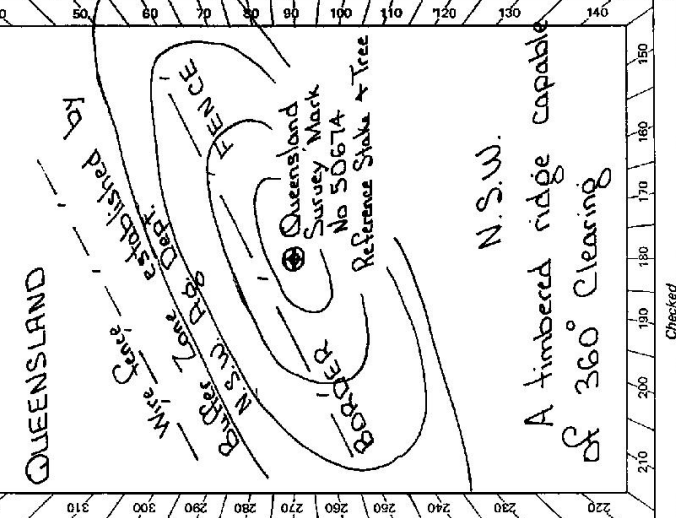 50 60 70 80 90 100 110 120 130 140
150
160
170
180
190
200
210
220
230
240
250
260
270
280
290
300
310
QUEENSLAND
Wire fence,
Buffer Zone established by
N.S.W. Ag. Dept.
BORDER FENCE
Queensland
Survey Mark
No 50674
Reference Stake + Tree
N.S.W.
A timbered ridge capable
of 360° Clearing
Checked